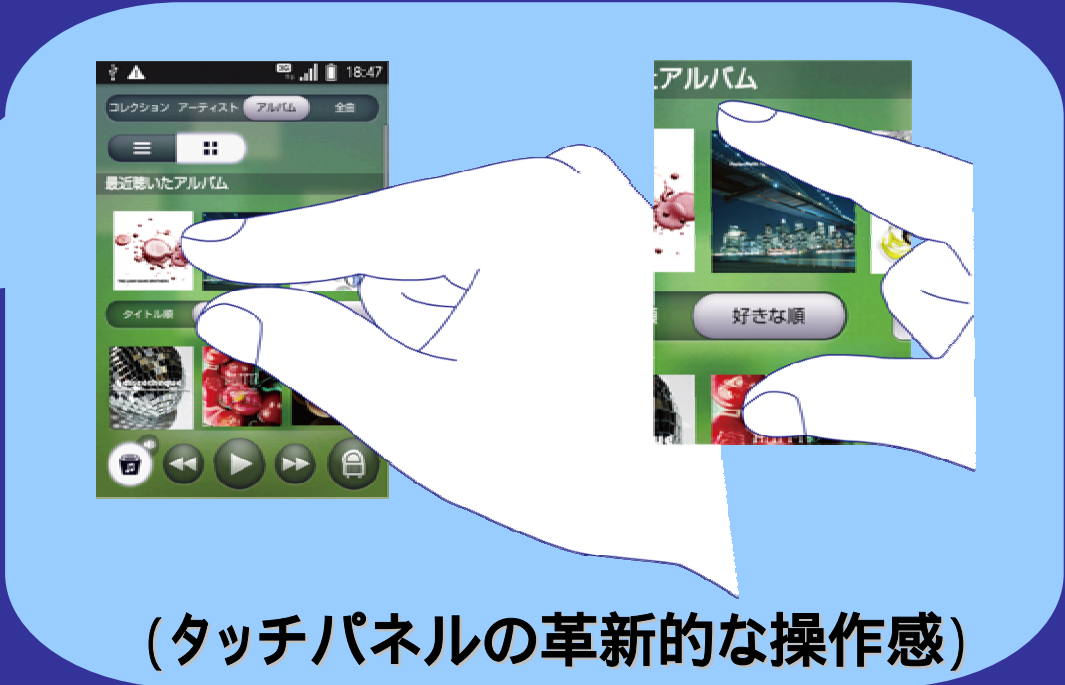 18:47
コレクション アーティスト アルバム 全曲
最近聴いたアルバム
タイトル順
discotheque
アルバム
好きな順
(タッチパネルの革新的な操作感)